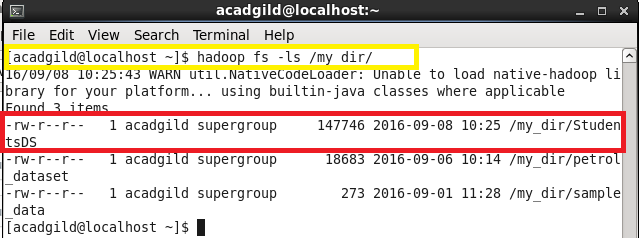 acadgild@localhost:~
File Edit View Search Terminal Help
[acadgild@localhost ~]$ hadoop fs -ls /my dir/
16/09/08 10:25:43 WARN util.NativeCodeLoader: Unable to load native-hadoop li
brary for your platform... using builtin-java classes where applicable
Found 3 items
-rw-r--r-- 1 acadgild supergroup 147746 2016-09-08 10:25 /my_dir/Studen
tsDS
-rw-r--r-- 1 acadgild supergroup 18683 2016-09-06 10:14 /my_dir/petrol
_dataset
-rw-r--r-- 1 acadgild supergroup 273 2016-09-01 11:28 /my_dir/sample
_data
[acadgild@localhost ~]$